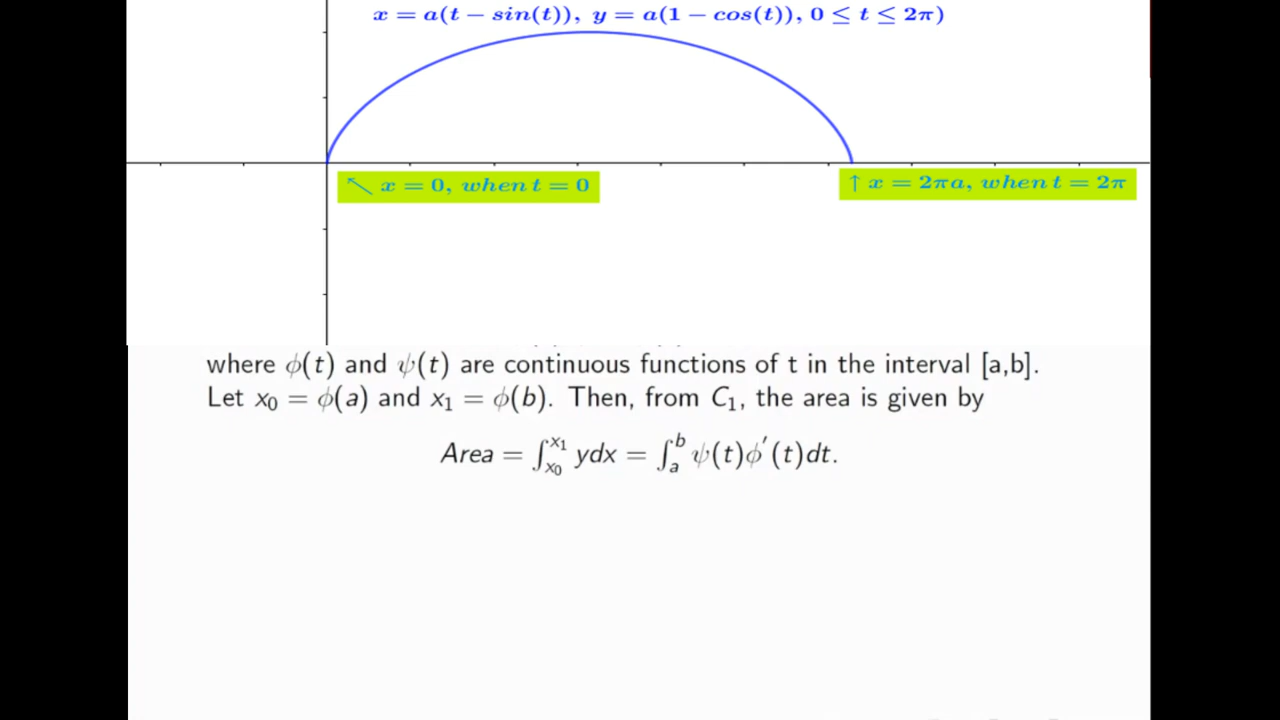 x = a(t − sin(t)), y = a(1 − cos(t)), 0 ≤ t ≤ 2π)
↖ x = 0, when t = 0
↑ x = 2πa, when t = 2π
where ϕ(t) and ψ(t) are continuous functions of t in the interval [a,b].
Let x₀ = ϕ(a) and x₁ = ϕ(b). Then, from C₁, the area is given by
Area = ∫_{x₀}^{x₁} ydx = ∫_a^b ψ(t)ϕ′(t)dt.